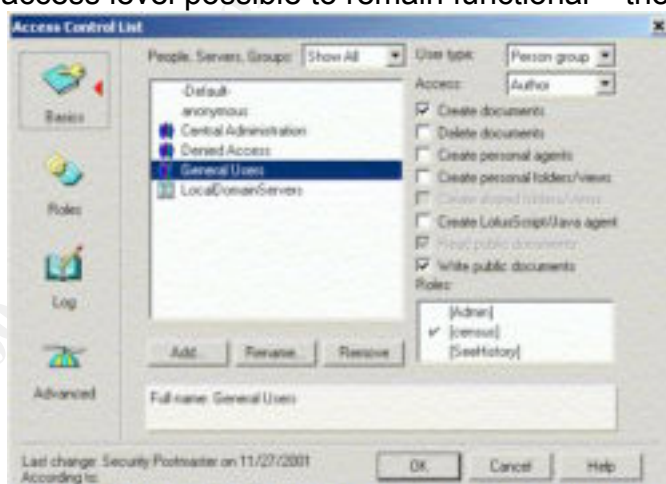 access level possible to remain functional – the
Access Control List
Basics
Roles
Log
Advanced
People, Servers, Groups: Show All
-Default-
anonymous
Central Administration
Denied Access
General Users
LocalDomainServers
Add...
Rename...
Remove
Full name: General Users
User type: Person group
Access: Author
Create documents
Delete documents
Create personal agents
Create personal folders/views
Create shared folders/views
Create LotusScript/Java agent
Read public documents
Write public documents
Roles:
[Admin]
[census]
[SeeHistory]
Last change: Security Postmaster on 11/27/2001
According to:
OK
Cancel
Help